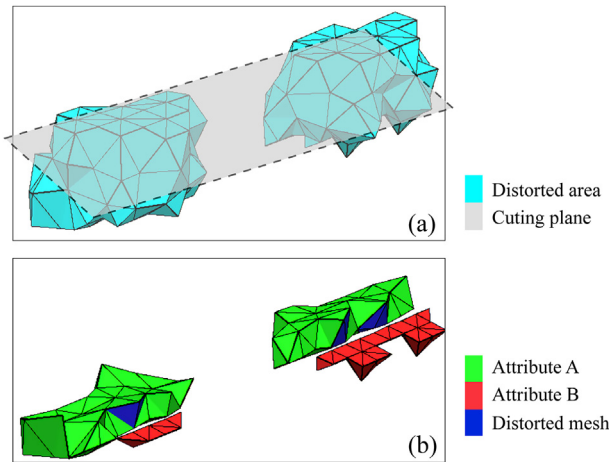 (a)
Distorted area
Cuting plane
(b)
Attribute A
Attribute B
Distorted mesh